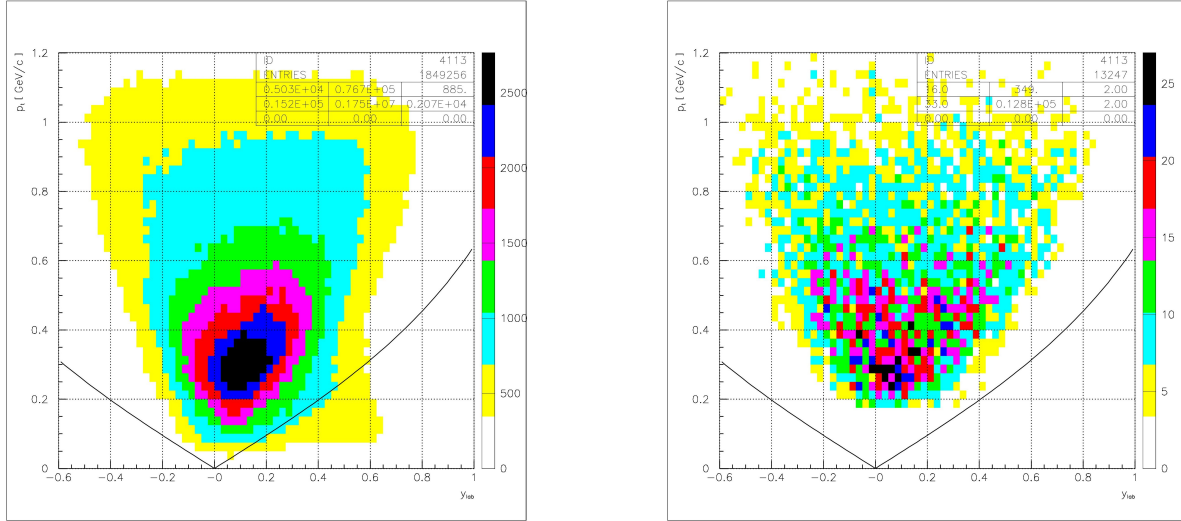 p_t [ GeV/c ]
1.2
1
0.8
0.6
0.4
0.2
0
ID 4113
ENTRIES 1849256
0.503E+04 0.767E+05 885.
0.152E+05 0.175E+07 0.207E+04
0.00 0.00 0.00
2500
2000
1500
1000
500
0
-0.6 -0.4 -0.2 -0 0.2 0.4 0.6 0.8 1
y_lab
p_t [ GeV/c ]
1.2
1
0.8
0.6
0.4
0.2
0
ID 4113
ENTRIES 13247
16.0 349. 2.00
33.0 0.128E+05 2.00
0.00 0.00 0.00
25
20
15
10
5
0
-0.6 -0.4 -0.2 -0 0.2 0.4 0.6 0.8 1
y_lab